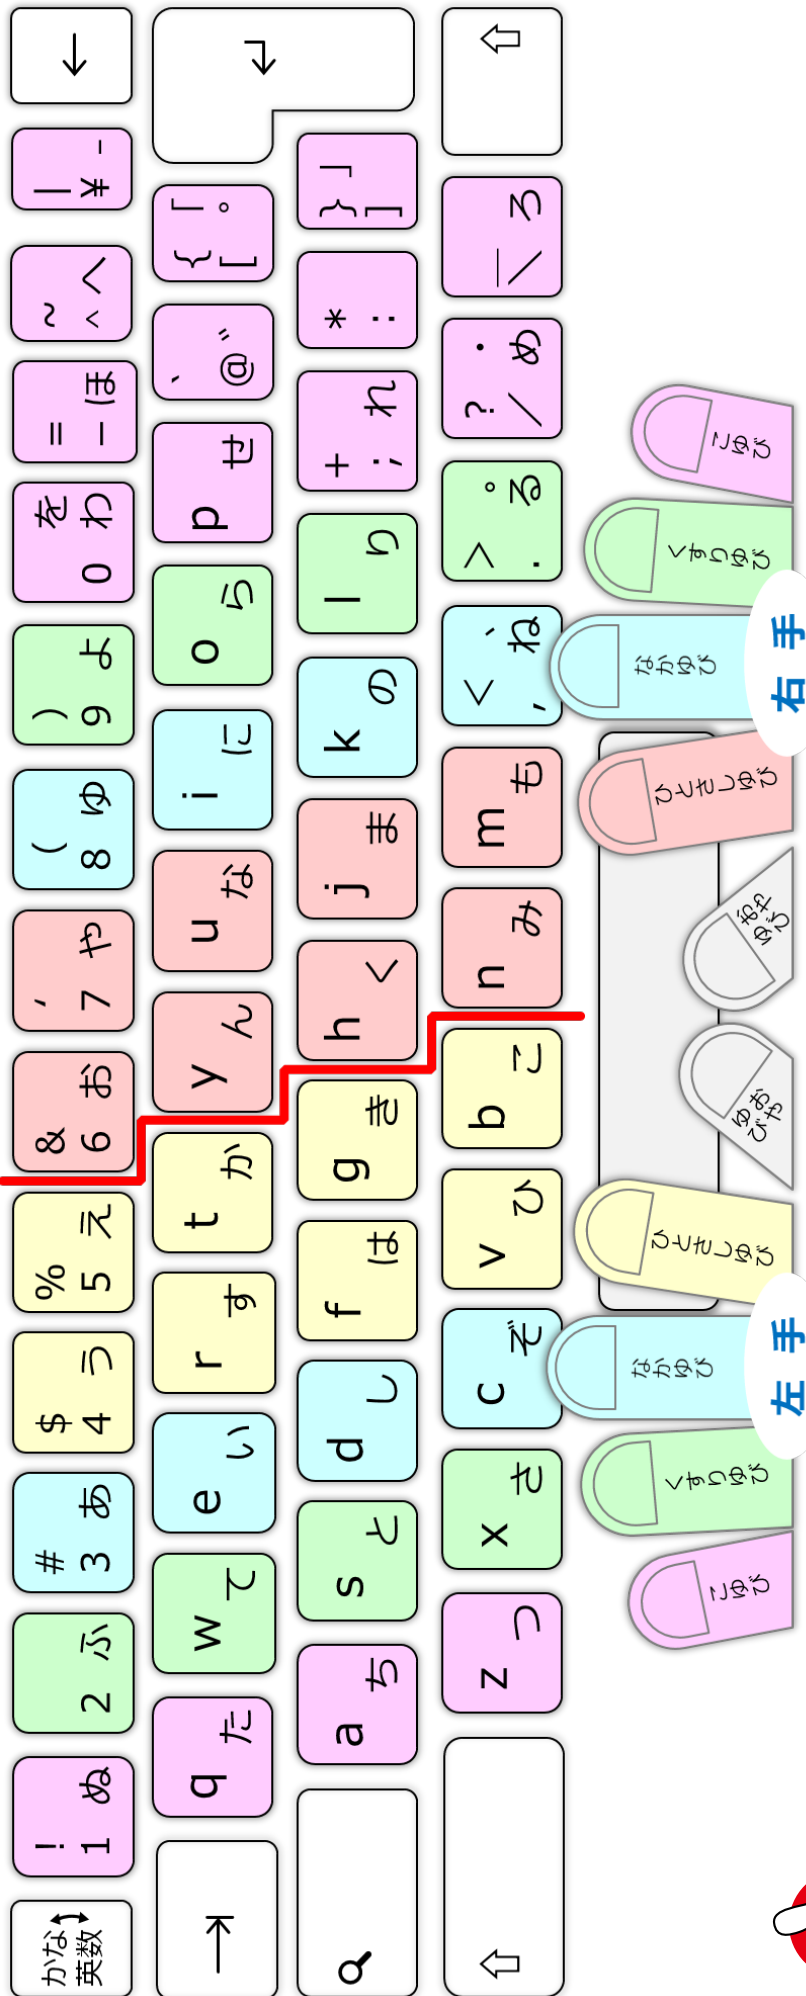 かな
英数
! # $ % & ' ( ) を = ~ |
1 ぬ 2 ふ 3 あ 4 う 5 え 6 お 7 や 8 ゆ 9 よ 0 わ - ほ ^ へ ¥ -
q た w て e い r す t か y ん u な i に o ら p せ ` @ ゛ { 「 [ ゜
a ち s と d し f は g き h く j ま k の l り + ; れ * : } 」 ]
z つ x さ c ぞ v ひ b こ n み m も < 、 , ね > 。 . る ? ・ / め _ \ ろ
こゆび
くすりゆび
なかゆび
ひとさしゆび
おや
ゆび
おや
ゆび
ひとさしゆび
なかゆび
くすりゆび
こゆび
左 手
右 手